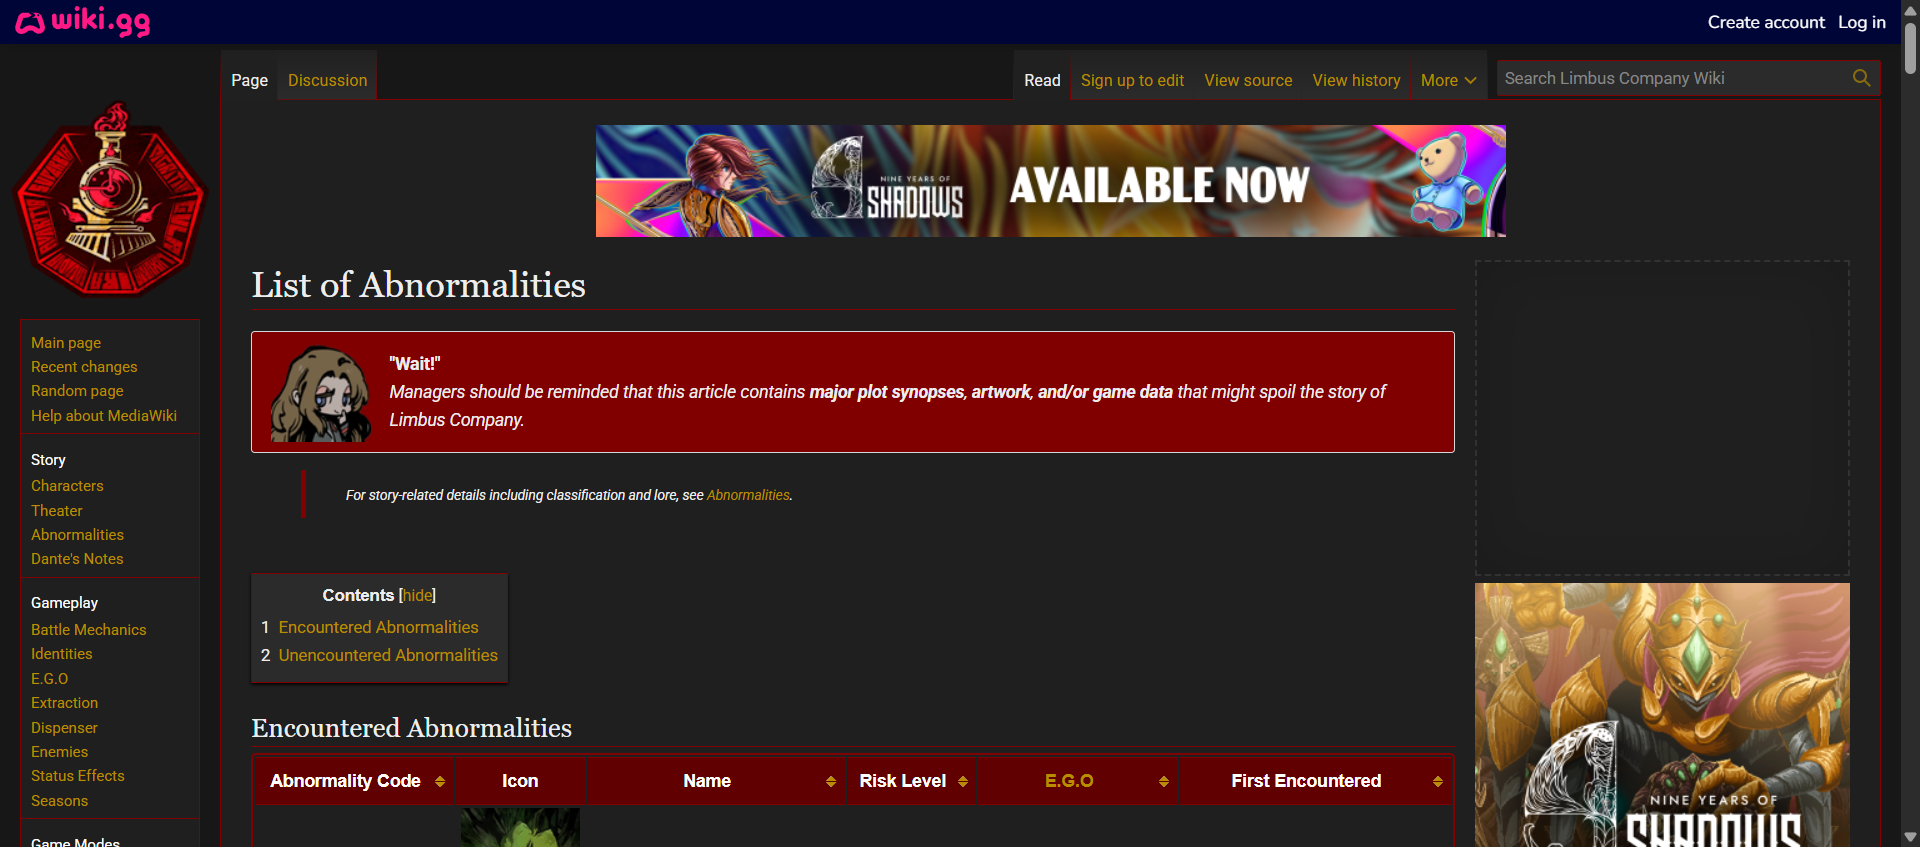 wiki.gg
Create account Log in
Page Discussion
Read Sign up to edit View source View history More
Search Limbus Company Wiki
NINE YEARS OF
SHADOWS
AVAILABLE NOW
List of Abnormalities
"Wait!"
Managers should be reminded that this article contains major plot synopses, artwork, and/or game data that might spoil the story of
Limbus Company.
For story-related details including classification and lore, see Abnormalities.
Contents [hide]
1 Encountered Abnormalities
2 Unencountered Abnormalities
Encountered Abnormalities
Abnormality Code Icon Name Risk Level E.G.O First Encountered
Main page
Recent changes
Random page
Help about MediaWiki
Story
Characters
Theater
Abnormalities
Dante's Notes
Gameplay
Battle Mechanics
Identities
E.G.O
Extraction
Dispenser
Enemies
Status Effects
Seasons
Game Modes
NINE YEARS OF
SHADOWS